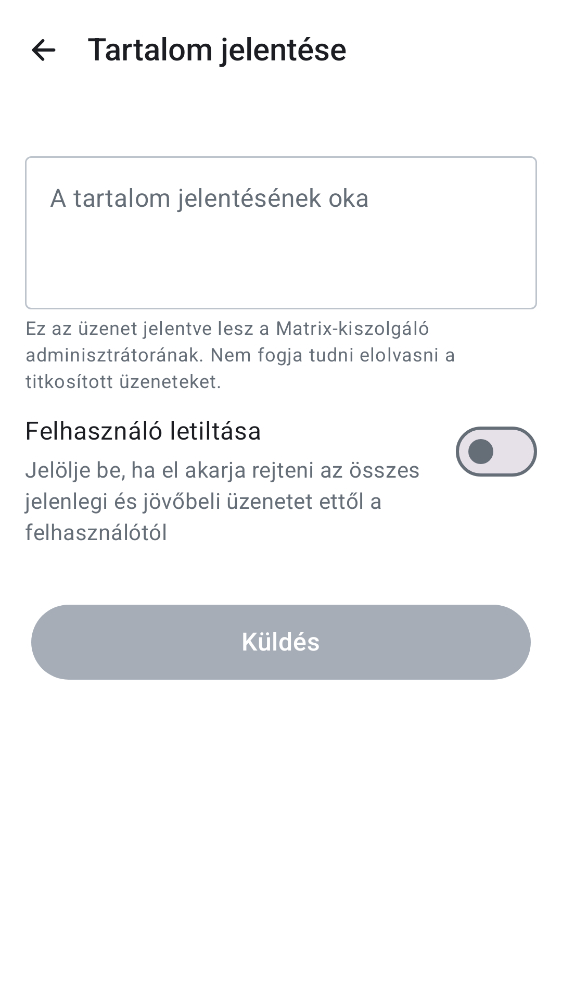 Tartalom jelentése
A tartalom jelentésének oka
Ez az üzenet jelentve lesz a Matrix-kiszolgáló
adminisztrátorának. Nem fogja tudni elolvasni a
titkosított üzeneteket.
Felhasználó letiltása
Jelölje be, ha el akarja rejteni az összes
jelenlegi és jövőbeli üzenetet ettől a
felhasználótól
Küldés